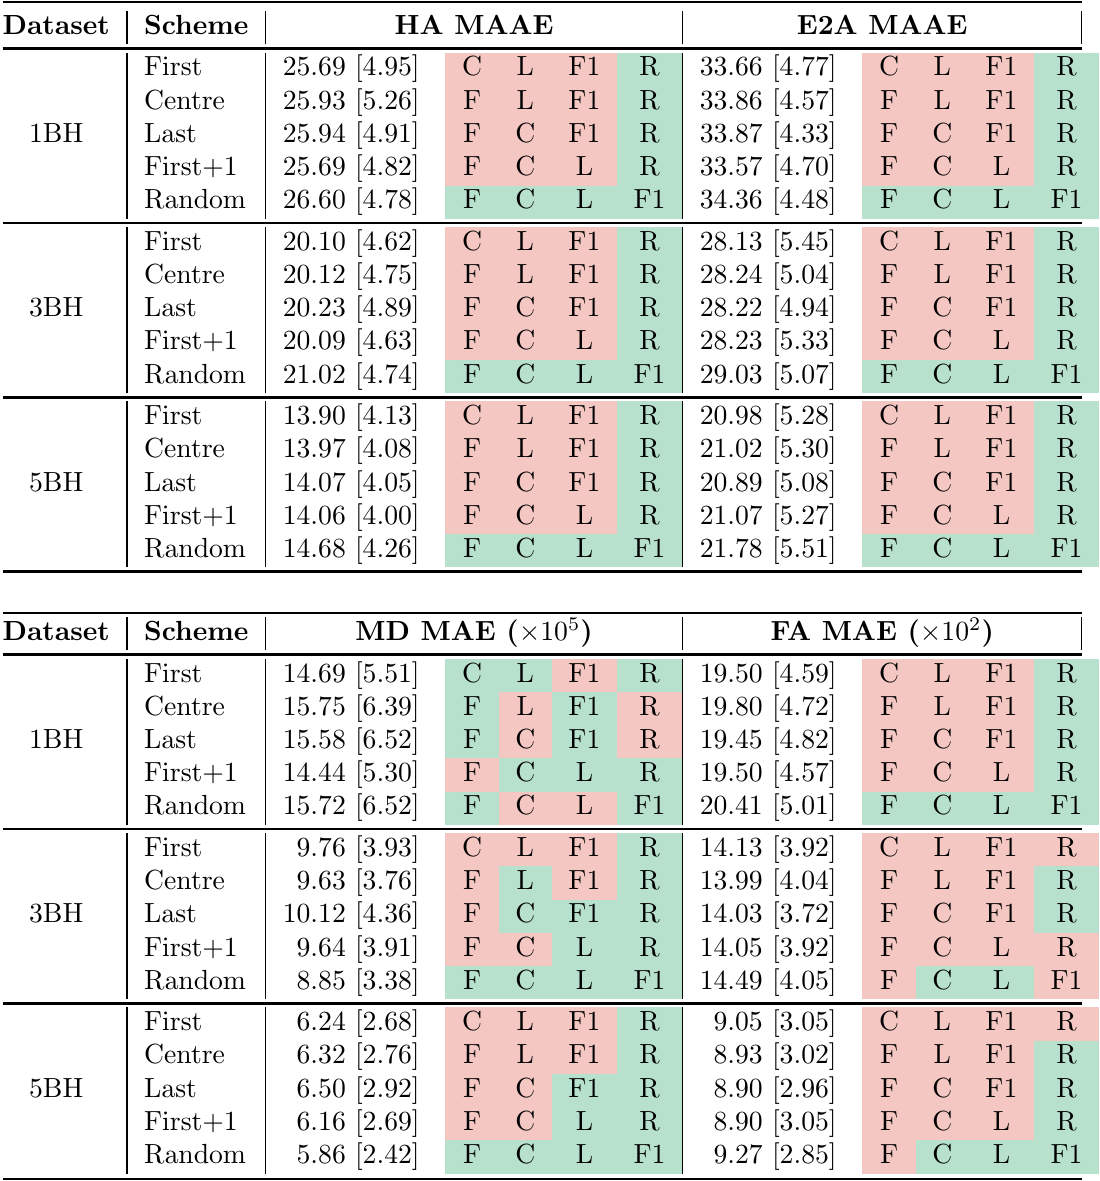 Dataset Scheme HA MAAE E2A MAAE
First 25.69 [4.95] C L F1 R 33.66 [4.77] C L F1 R
Centre 25.93 [5.26] F L F1 R 33.86 [4.57] F L F1 R
1BH Last 25.94 [4.91] F C F1 R 33.87 [4.33] F C F1 R
First+1 25.69 [4.82] F C L R 33.57 [4.70] F C L R
Random 26.60 [4.78] F C L F1 34.36 [4.48] F C L F1
First 20.10 [4.62] C L F1 R 28.13 [5.45] C L F1 R
Centre 20.12 [4.75] F L F1 R 28.24 [5.04] F L F1 R
3BH Last 20.23 [4.89] F C F1 R 28.22 [4.94] F C F1 R
First+1 20.09 [4.63] F C L R 28.23 [5.33] F C L R
Random 21.02 [4.74] F C L F1 29.03 [5.07] F C L F1
First 13.90 [4.13] C L F1 R 20.98 [5.28] C L F1 R
Centre 13.97 [4.08] F L F1 R 21.02 [5.30] F L F1 R
5BH Last 14.07 [4.05] F C F1 R 20.89 [5.08] F C F1 R
First+1 14.06 [4.00] F C L R 21.07 [5.27] F C L R
Random 14.68 [4.26] F C L F1 21.78 [5.51] F C L F1
Dataset Scheme MD MAE (×10⁵) FA MAE (×10²)
First 14.69 [5.51] C L F1 R 19.50 [4.59] C L F1 R
Centre 15.75 [6.39] F L F1 R 19.80 [4.72] F L F1 R
1BH Last 15.58 [6.52] F C F1 R 19.45 [4.82] F C F1 R
First+1 14.44 [5.30] F C L R 19.50 [4.57] F C L R
Random 15.72 [6.52] F C L F1 20.41 [5.01] F C L F1
First 9.76 [3.93] C L F1 R 14.13 [3.92] C L F1 R
Centre 9.63 [3.76] F L F1 R 13.99 [4.04] F L F1 R
3BH Last 10.12 [4.36] F C F1 R 14.03 [3.72] F C F1 R
First+1 9.64 [3.91] F C L R 14.05 [3.92] F C L R
Random 8.85 [3.38] F C L F1 14.49 [4.05] F C L F1
First 6.24 [2.68] C L F1 R 9.05 [3.05] C L F1 R
Centre 6.32 [2.76] F L F1 R 8.93 [3.02] F L F1 R
5BH Last 6.50 [2.92] F C F1 R 8.90 [2.96] F C F1 R
First+1 6.16 [2.69] F C L R 8.90 [3.05] F C L R
Random 5.86 [2.42] F C L F1 9.27 [2.85] F C L F1